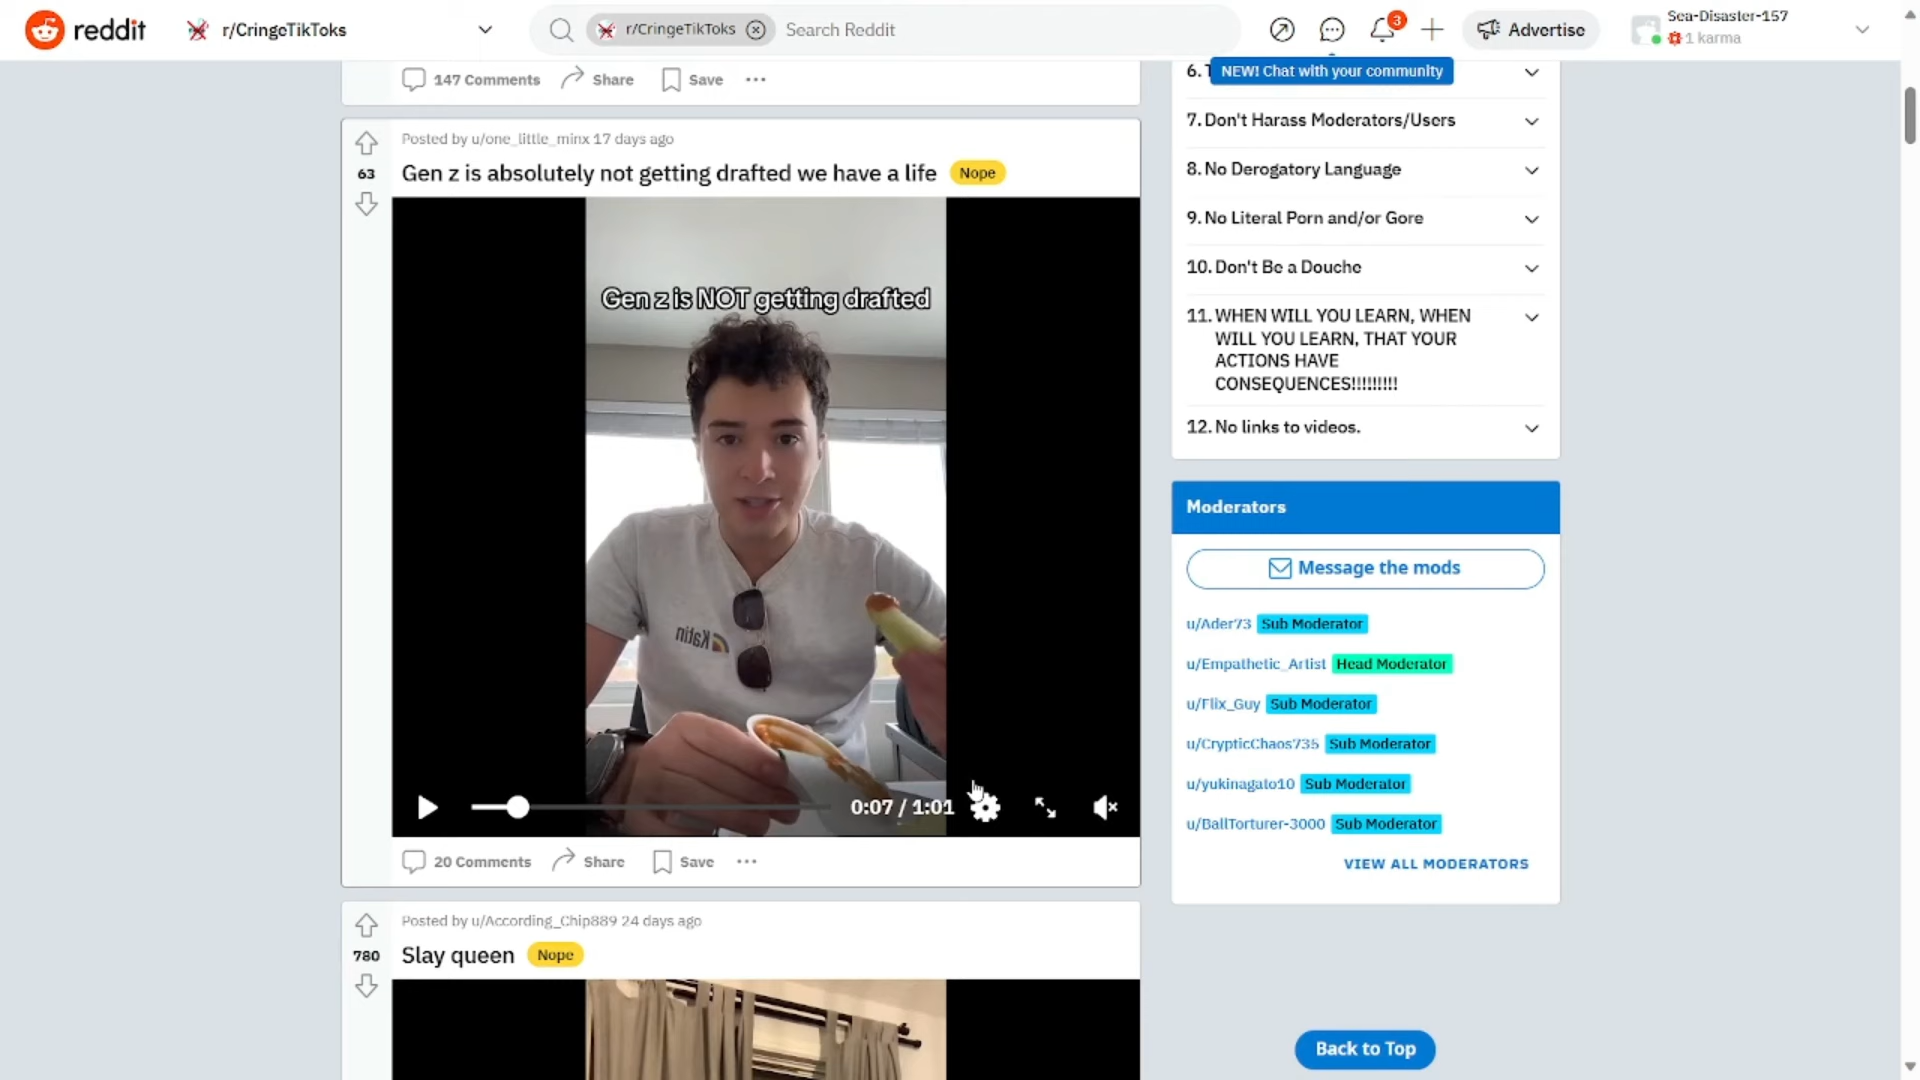 reddit
r/CringeTikToks
r/CringeTikToks
Search Reddit
3
Advertise
Sea-Disaster-157
1 karma
147 Comments
Share
Save
Posted by u/one_little_minx 17 days ago
63
Gen z is absolutely not getting drafted we have a life
Nope
Gen z is NOT getting drafted
Katin
0:07 / 1:01
20 Comments
Share
Save
Posted by u/According_Chip889 24 days ago
780
Slay queen
Nope
6. T
NEW! Chat with your community
7. Don't Harass Moderators/Users
8. No Derogatory Language
9. No Literal Porn and/or Gore
10. Don't Be a Douche
11. WHEN WILL YOU LEARN, WHEN
WILL YOU LEARN, THAT YOUR
ACTIONS HAVE
CONSEQUENCES!!!!!!!!!
12. No links to videos.
Moderators
Message the mods
u/Ader73 Sub Moderator
u/Empathetic_Artist Head Moderator
u/Flix_Guy Sub Moderator
u/CrypticChaos735 Sub Moderator
u/yukinagato10 Sub Moderator
u/BallTorturer-3000 Sub Moderator
VIEW ALL MODERATORS
Back to Top